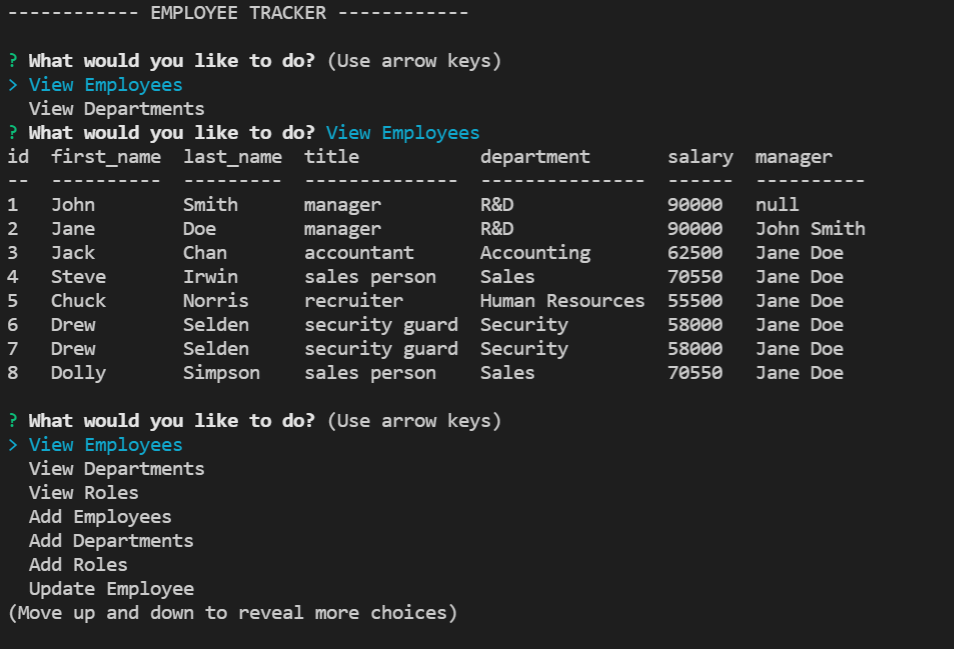 ------------ EMPLOYEE TRACKER ------------
? What would you like to do? (Use arrow keys)
> View Employees
  View Departments
? What would you like to do? View Employees
id  first_name  last_name  title           department       salary  manager
--  ----------  ---------  --------------  ---------------  ------  ----------
1   John        Smith      manager         R&D              90000   null
2   Jane        Doe        manager         R&D              90000   John Smith
3   Jack        Chan       accountant      Accounting       62500   Jane Doe
4   Steve       Irwin      sales person    Sales            70550   Jane Doe
5   Chuck       Norris     recruiter       Human Resources  55500   Jane Doe
6   Drew        Selden     security guard  Security         58000   Jane Doe
7   Drew        Selden     security guard  Security         58000   Jane Doe
8   Dolly       Simpson    sales person    Sales            70550   Jane Doe
? What would you like to do? (Use arrow keys)
> View Employees
  View Departments
  View Roles
  Add Employees
  Add Departments
  Add Roles
  Update Employee
(Move up and down to reveal more choices)